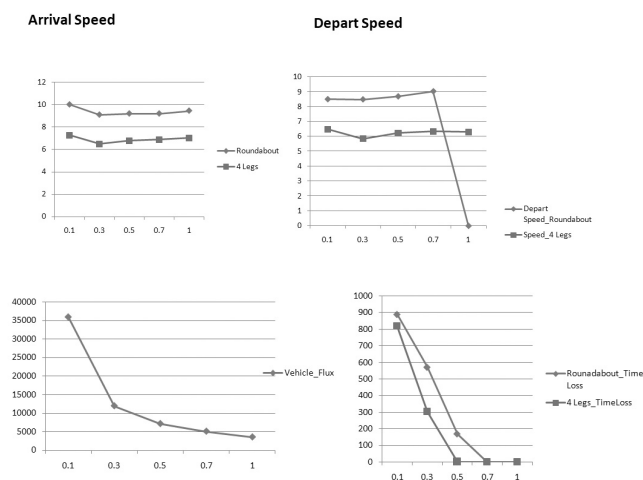 Arrival Speed
Depart Speed
12
10
8
6
4
2
0
0.1 0.3 0.5 0.7 1
Roundabout
4 Legs
10
9
8
7
6
5
4
3
2
1
0
0.1 0.3 0.5 0.7 1
Depart
Speed_Roundabout
Speed_4 Legs
40000
35000
30000
25000
20000
15000
10000
5000
0
0.1 0.3 0.5 0.7 1
Vehicle_Flux
1000
900
800
700
600
500
400
300
200
100
0
0.1 0.3 0.5 0.7 1
Rounadabout_Time
Loss
4 Legs_TimeLoss